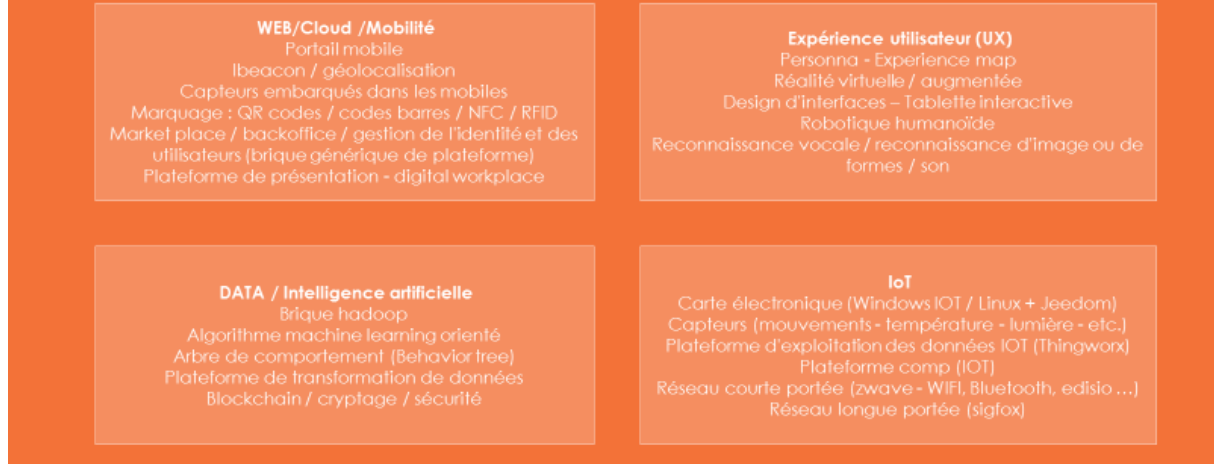 WEB/Cloud /Mobilité
Portail mobile
Ibeacon / géolocalisation
Capteurs embarqués dans les mobiles
Marquage : QR codes / codes barres / NFC / RFID
Market place / backoffice / gestion de l'identité et des
utilisateurs (brique générique de plateforme)
Plateforme de présentation - digital workplace
Expérience utilisateur (UX)
Personna - Experience map
Réalité virtuelle / augmentée
Design d'interfaces – Tablette interactive
Robotique humanoïde
Reconnaissance vocale / reconnaissance d'image ou de
formes / son
DATA / Intelligence artificielle
Brique hadoop
Algorithme machine learning orienté
Arbre de comportement (Behavior tree)
Plateforme de transformation de données
Blockchain / cryptage / sécurité
IoT
Carte électronique (Windows IOT / Linux + Jeedom)
Capteurs (mouvements - température - lumière - etc.)
Plateforme d'exploitation des données IOT (Thingworx)
Plateforme comp (IOT)
Réseau courte portée (zwave - WIFI, Bluetooth, edisio ...)
Réseau longue portée (sigfox)